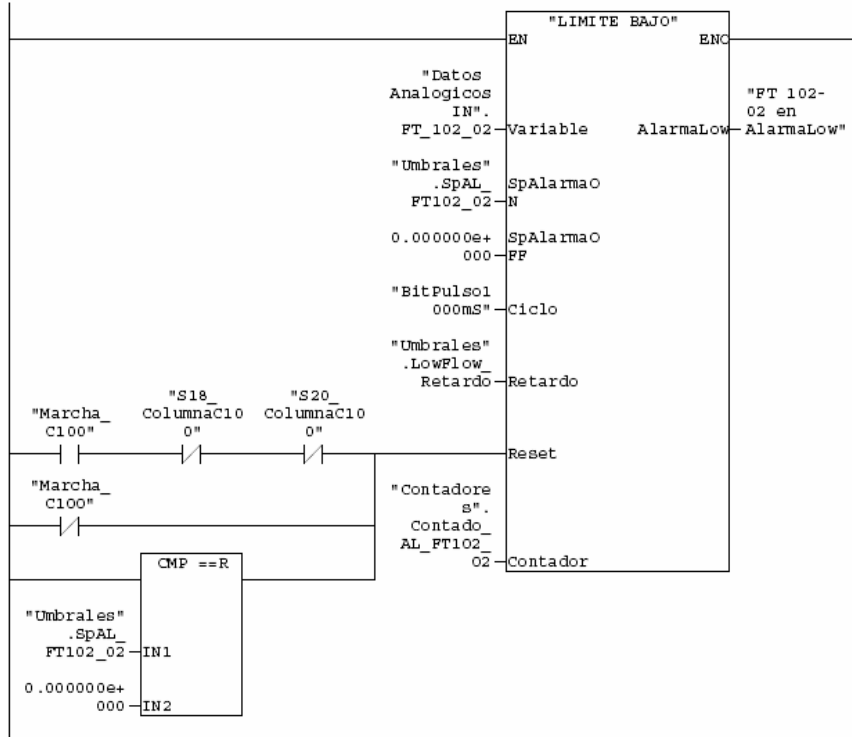 "LIMITE BAJO"
EN ENO
"Datos
Analogicos
IN".
FT_102_02 Variable
AlarmaLow
"FT 102-
02 en
AlarmaLow"
"Umbrales"
.SpAL_
FT102_02
SpAlarmaO
N
0.000000e+
000
SpAlarmaO
FF
"BitPulso1
000mS" Ciclo
"Umbrales"
.LowFlow_
Retardo Retardo
"Marcha_
C100"
"S18_
ColumnaC10
0"
"S20_
ColumnaC10
0"
Reset
"Marcha_
C100"
"Contadore
s".
Contado_
AL_FT102_
02 Contador
CMP ==R
"Umbrales"
.SpAL_
FT102_02 IN1
0.000000e+
000 IN2